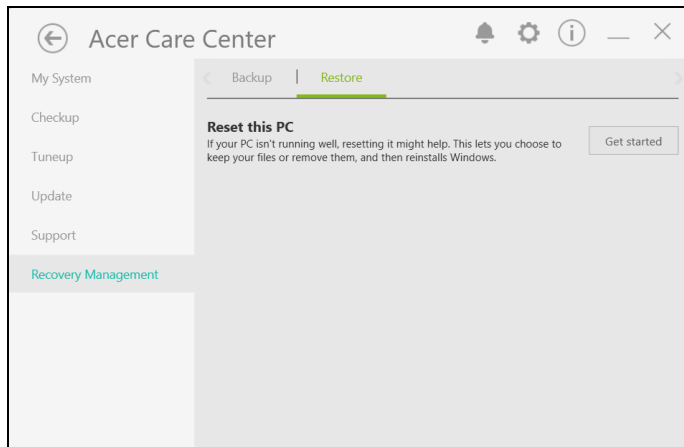 Acer Care Center
My System
Checkup
Tuneup
Update
Support
Recovery Management
Backup
Restore
Reset this PC
If your PC isn't running well, resetting it might help. This lets you choose to
keep your files or remove them, and then reinstalls Windows.
Get started